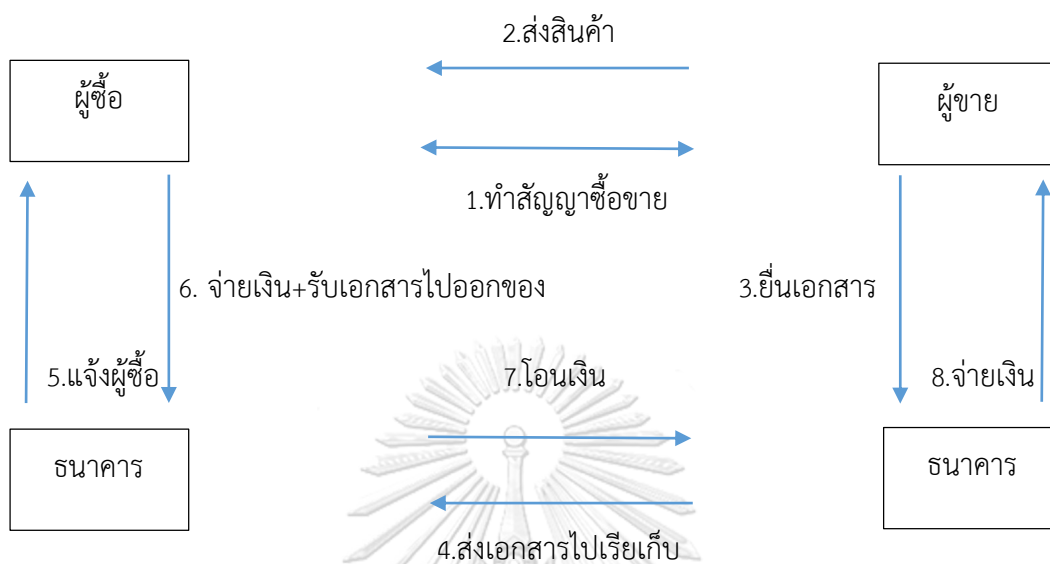 2.ส่งสินค้า
ผู้ซื้อ
ผู้ขาย
1.ทำสัญญาซื้อขาย
6. จ่ายเงิน+รับเอกสารไปออกของ
3.ยื่นเอกสาร
5.แจ้งผู้ซื้อ
7.โอนเงิน
8.จ่ายเงิน
ธนาคาร
ธนาคาร
4.ส่งเอกสารไปเรียเก็บ